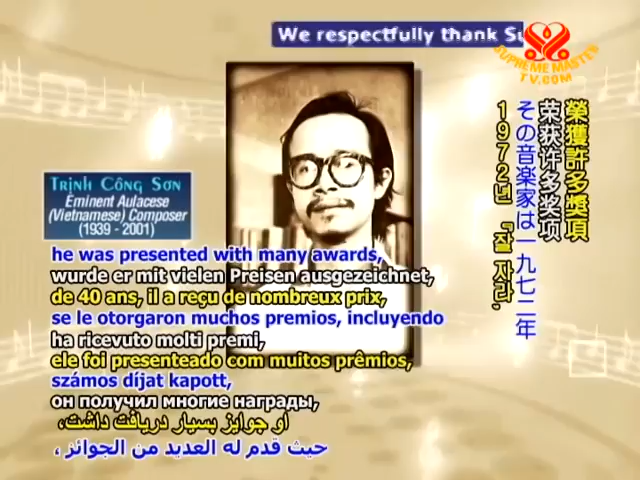 We respectfully thank Su
SUPREME MASTER
TV.COM
榮獲許多獎項
荣获许多奖项
その音楽家は一九七二年
1972년 『잘 자라,
TRỊNH CÔNG SƠN
Eminent Aulacese
(Vietnamese) Composer
(1939 - 2001)
he was presented with many awards,
wurde er mit vielen Preisen ausgezeichnet,
de 40 ans, il a reçu de nombreux prix,
se le otorgaron muchos premios, incluyendo
ha ricevuto molti premi,
ele foi presenteado com muitos prêmios,
számos díjat kapott,
он получил многие награды,
او جوایز بسیار دریافت داشت،
حيث قدم له العديد من الجوائز ،